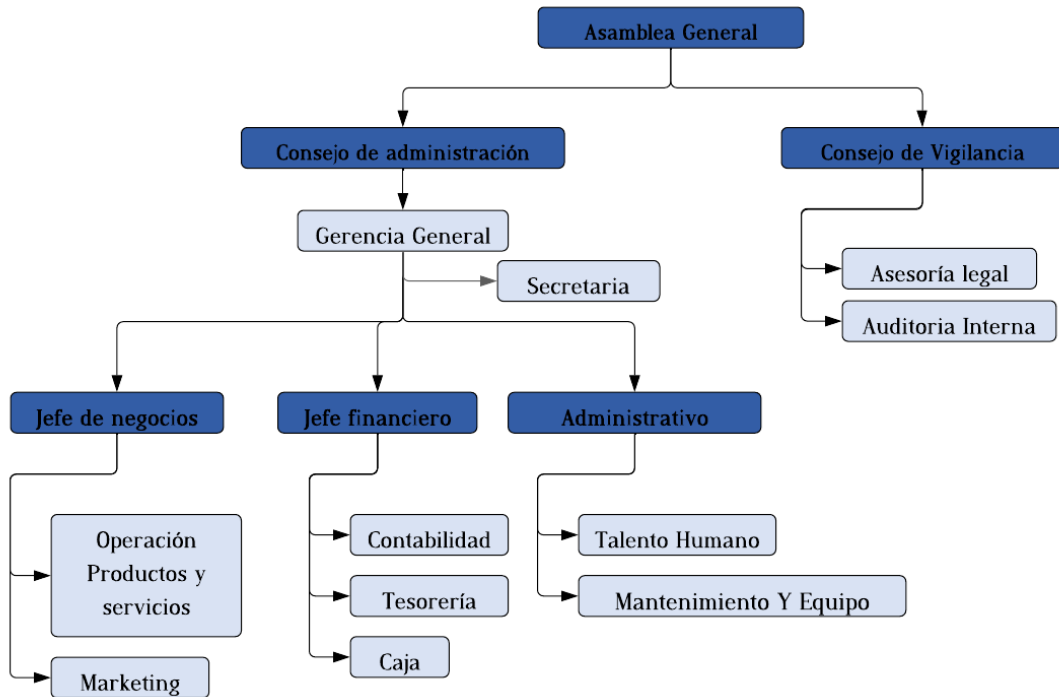 Asamblea General
Consejo de administración
Consejo de Vigilancia
Gerencia General
Asesoría legal
Secretaria
Auditoria Interna
Jefe de negocios
Jefe financiero
Administrativo
Operación
Productos y
servicios
Contabilidad
Talento Humano
Tesorería
Mantenimiento Y Equipo
Caja
Marketing